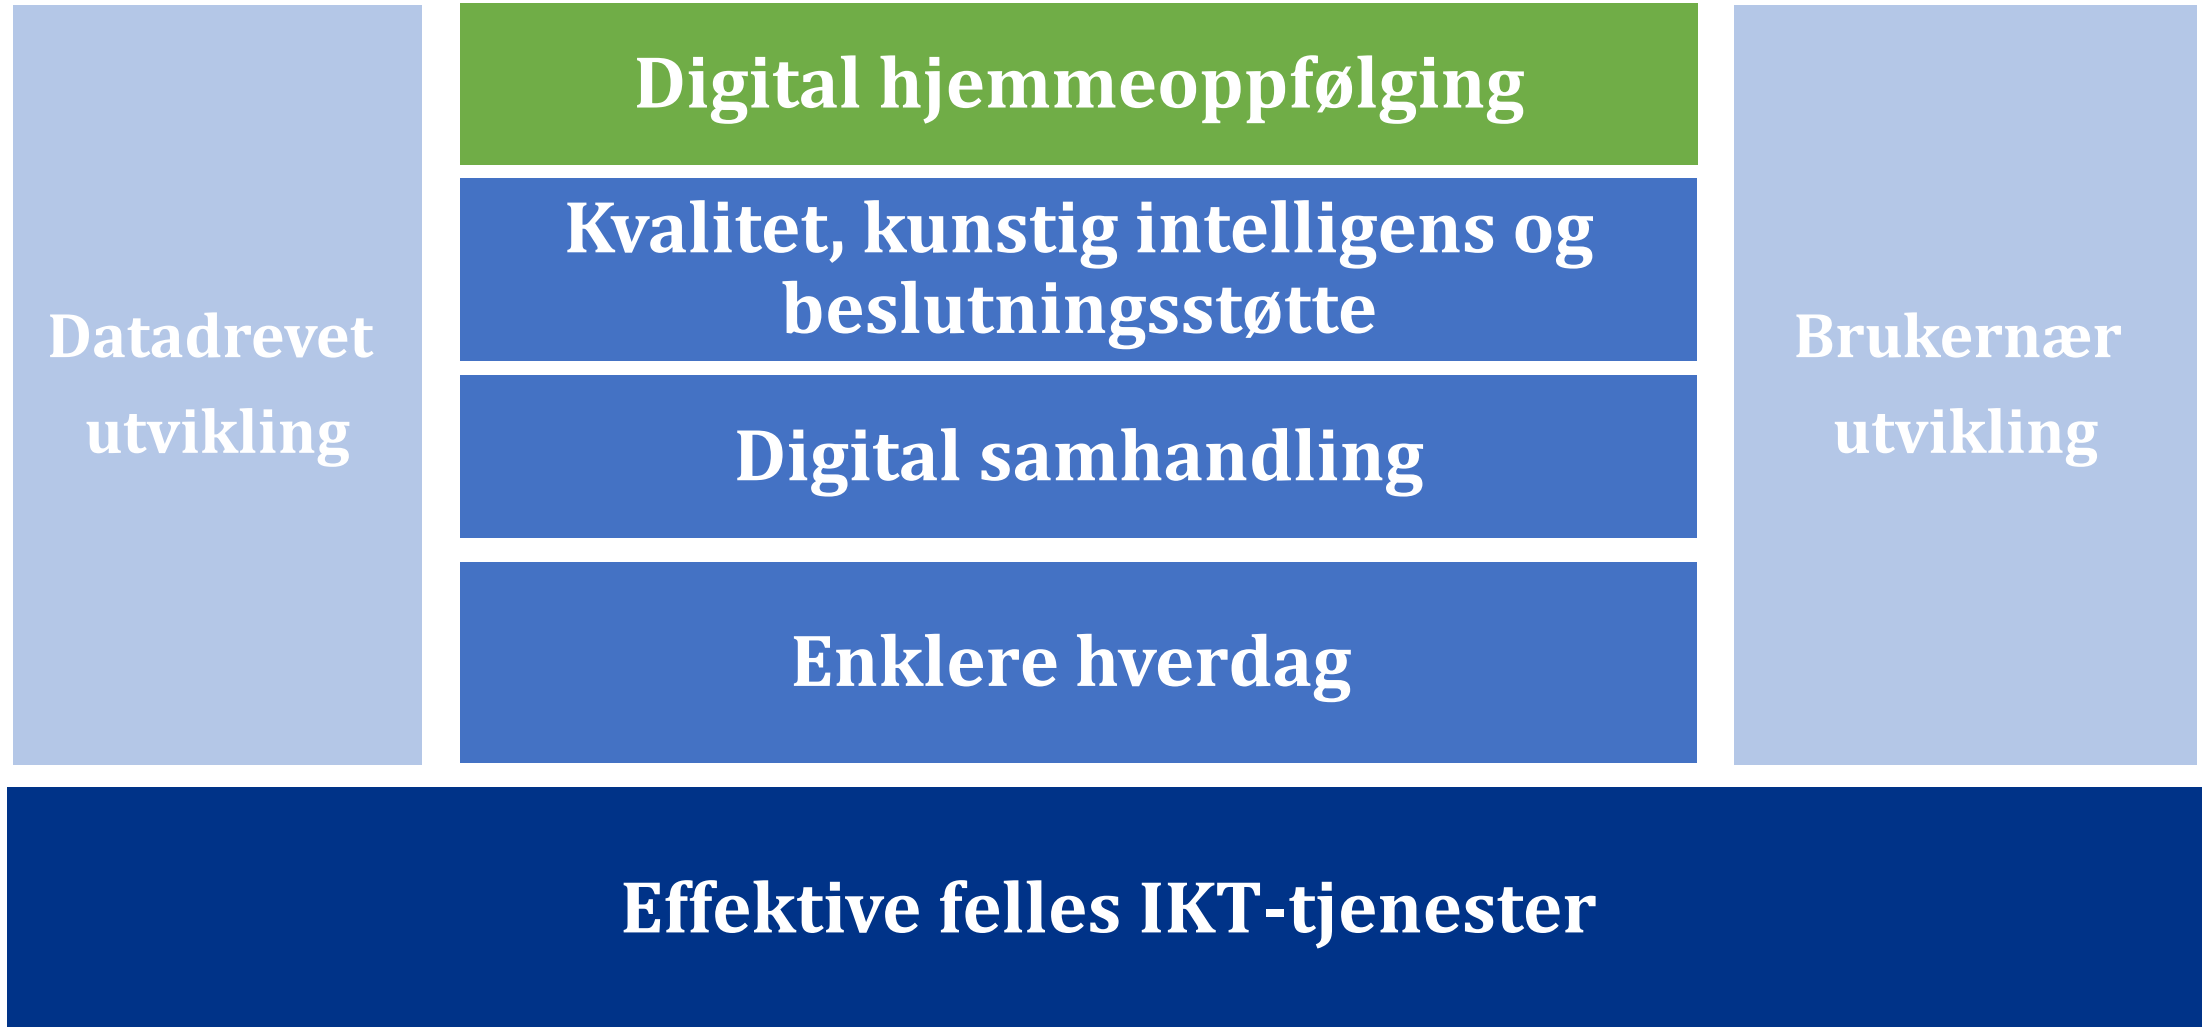 Digital hjemmeoppfølging
Kvalitet, kunstig intelligens og
beslutningsstøtte
Datadrevet
utvikling
Brukernær
utvikling
Digital samhandling
Enklere hverdag
Effektive felles IKT-tjenester